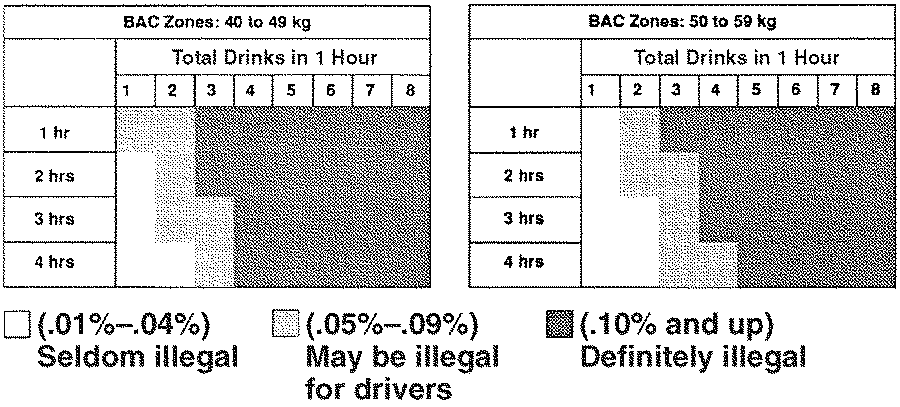 BAC Zones: 40 to 49 kg
Total Drinks in 1 Hour
1 2 3 4 5 6 7 8
1 hr
2 hrs
3 hrs
4 hrs
BAC Zones: 50 to 59 kg
Total Drinks in 1 Hour
1 2 3 4 5 6 7 8
1 hr
2 hrs
3 hrs
4 hrs
(.01%–.04%)
Seldom illegal
(.05%–.09%)
May be illegal
for drivers
(.10% and up)
Definitely illegal